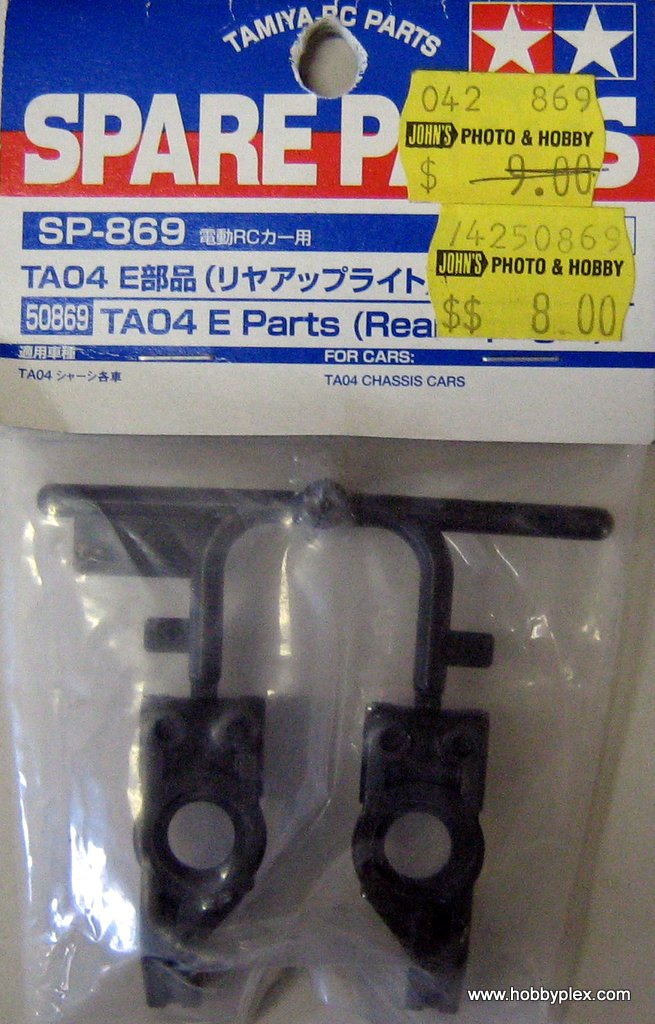 TAMIYA RC PARTS
SPARE PARTS
042 869
JOHN'S PHOTO & HOBBY
$ 9.00
SP-869 電動RCカー用
74250869
JOHN'S PHOTO & HOBBY
$$ 8.00
TA04 E部品 (リヤアップライト
50869 TA04 E Parts (Rear
適用車種
FOR CARS:
TA04 シャーシ各車
TA04 CHASSIS CARS
www.hobbyplex.com